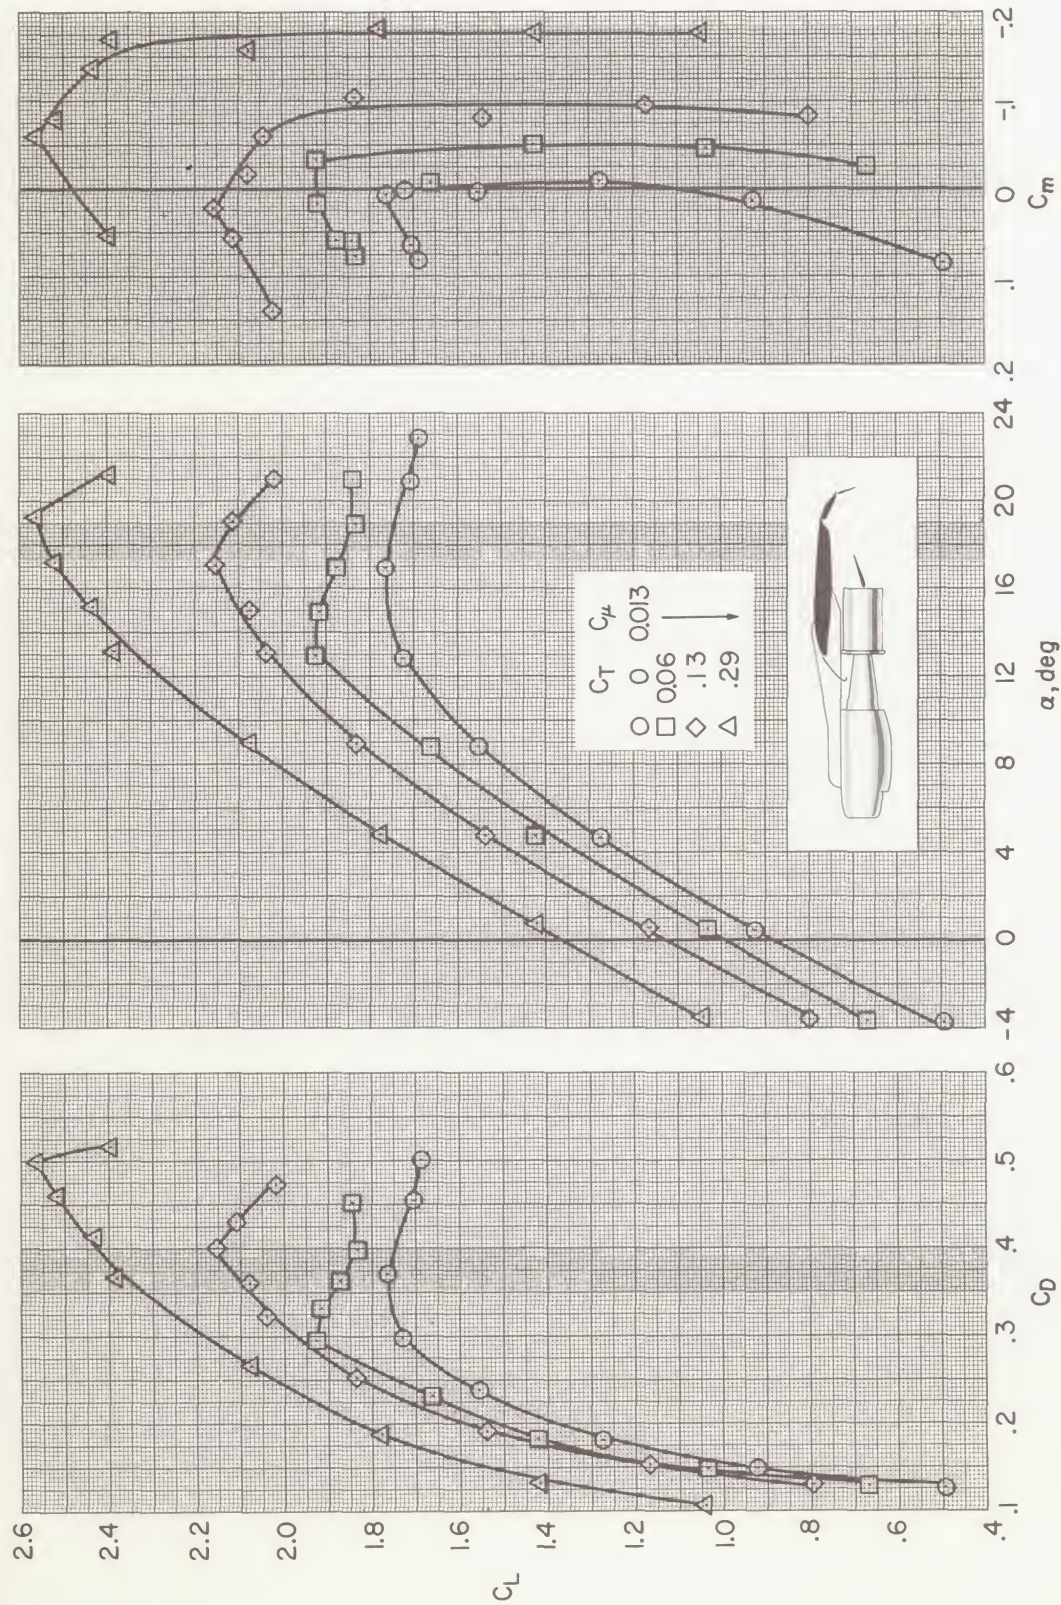 2.6
2.4
2.2
2.0
1.8
1.6
1.4
1.2
1.0
.8
.6
.4
C_L
.1 .2 .3 .4 .5 .6
C_D
-4 0 4 8 12 16 20 24
α, deg
.2 .1 0 -.1 -.2
C_m
C_T C_μ
○ 0 0.013
□ 0.06
◇ .13
△ .29